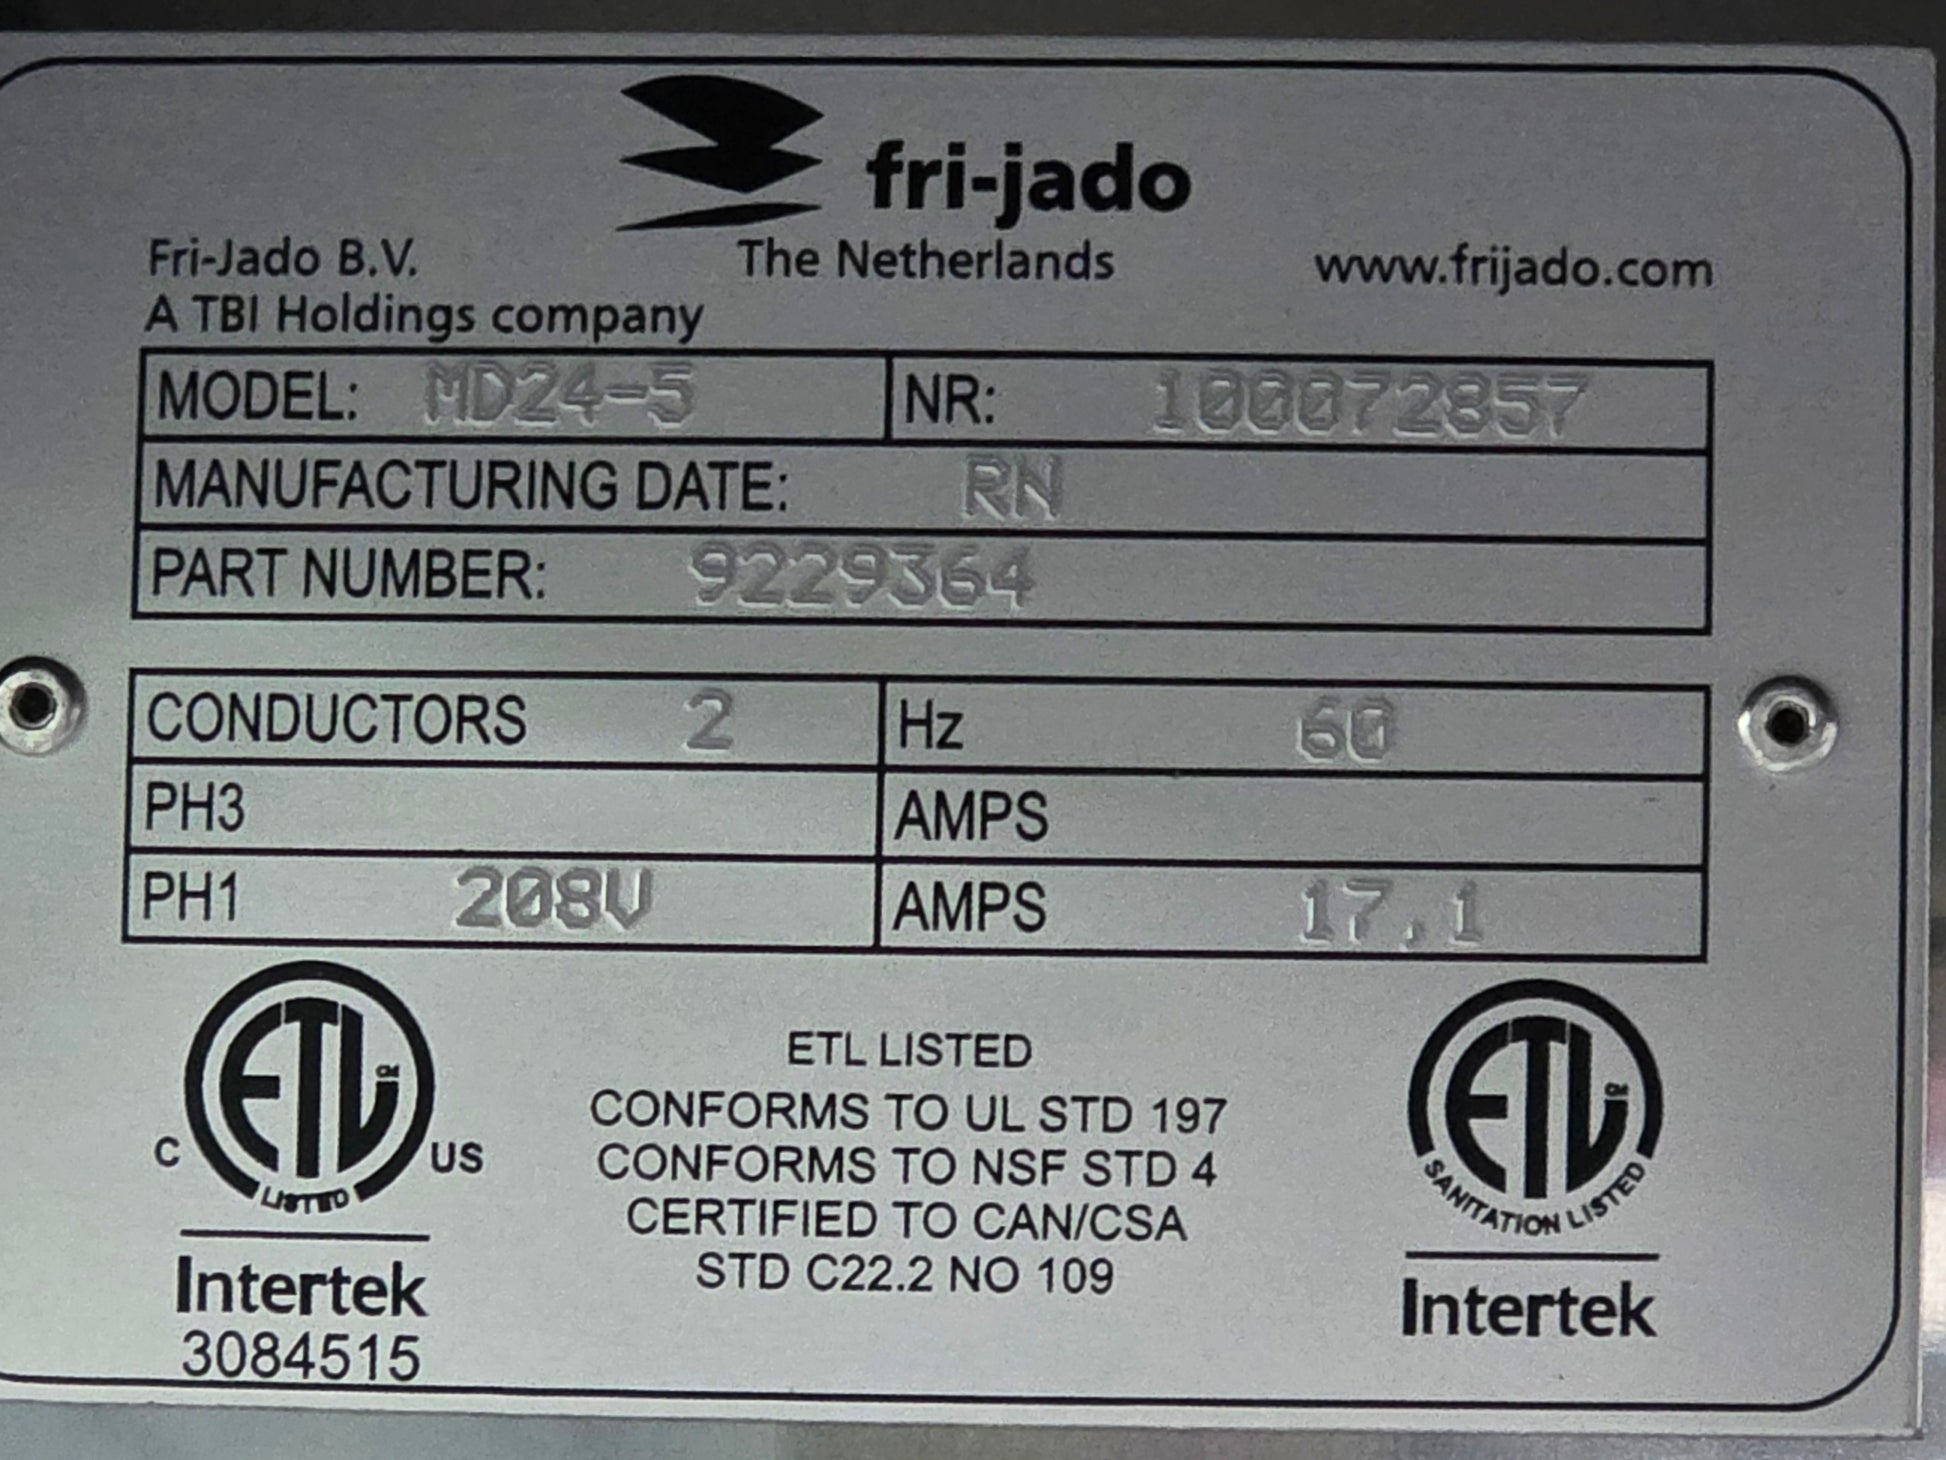 fri-jado
Fri-Jado B.V. The Netherlands www.frijado.com
A TBI Holdings company
MODEL: MD24-5 NR: 100072857
MANUFACTURING DATE: RN
PART NUMBER: 9229364
CONDUCTORS 2 Hz 60
PH3 AMPS
PH1 208V AMPS 17.1
ETL LISTED
CONFORMS TO UL STD 197
CONFORMS TO NSF STD 4
CERTIFIED TO CAN/CSA
STD C22.2 NO 109
ETL CM
C US
LISTED
Intertek
3084515
ETL CM
SANITATION LISTED
Intertek